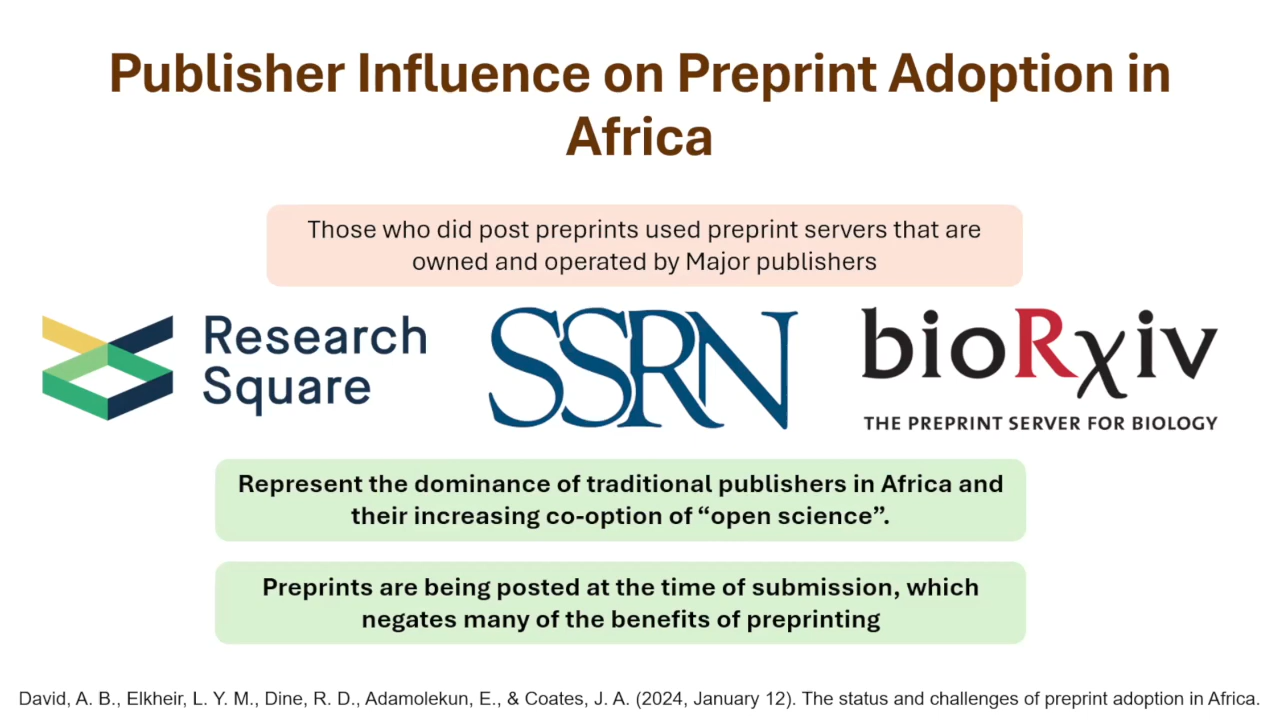 Publisher Influence on Preprint Adoption in
Africa
Those who did post preprints used preprint servers that are
owned and operated by Major publishers
Research
Square
SSRN
bioRχiv
THE PREPRINT SERVER FOR BIOLOGY
Represent the dominance of traditional publishers in Africa and
their increasing co-option of “open science”.
Preprints are being posted at the time of submission, which
negates many of the benefits of preprinting
David, A. B., Elkheir, L. Y. M., Dine, R. D., Adamolekun, E., & Coates, J. A. (2024, January 12). The status and challenges of preprint adoption in Africa.